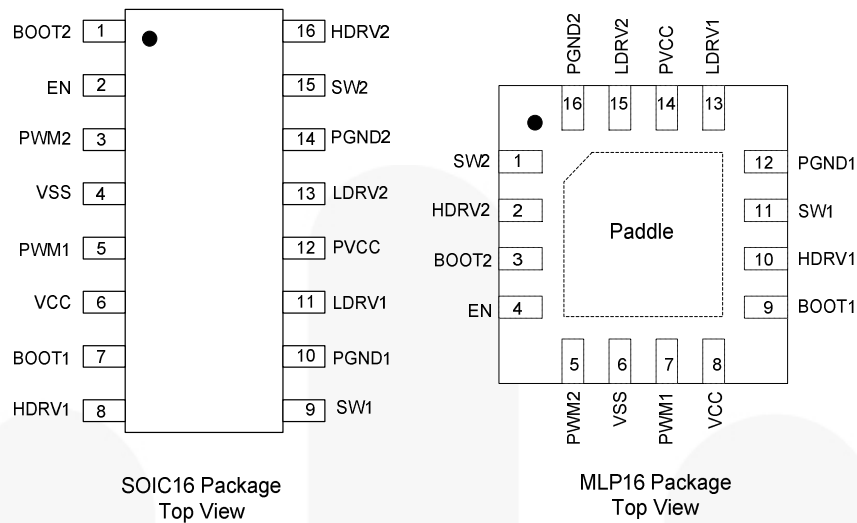 BOOT2 1 16 HDRV2
EN 2 15 SW2
PWM2 3 14 PGND2
VSS 4 13 LDRV2
PWM1 5 12 PVCC
VCC 6 11 LDRV1
BOOT1 7 10 PGND1
HDRV1 8 9 SW1
SOIC16 Package
Top View
PGND2 LDRV2 PVCC LDRV1
16 15 14 13
SW2 1 12 PGND1
HDRV2 2 11 SW1
Paddle
BOOT2 3 10 HDRV1
EN 4 9 BOOT1
5 6 7 8
PWM2 VSS PWM1 VCC
MLP16 Package
Top View